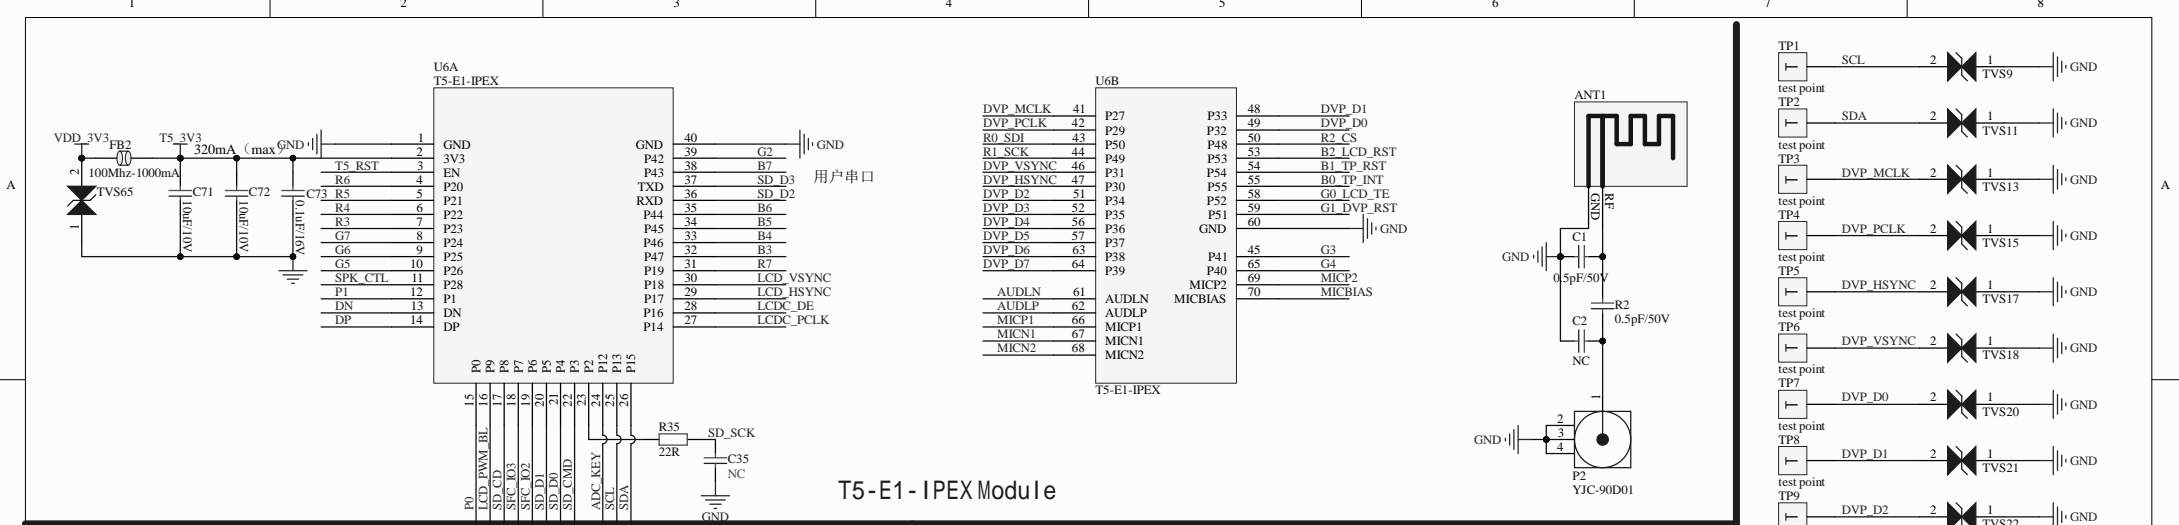 1 2 3 4 5 6 7 8
A
A
VDD_3V3
FB2
T5_3V3
320mA（max）
100Mhz-1000mA
2
TVS65
1
C71
10uF/10V
C72
10uF/10V
C73
0.1uF/16V
U6A
T5-E1-IPEX
GND 1 GND
2 3V3
T5_RST 3 EN
R6 4 P20
R5 5 P21
R4 6 P22
R3 7 P23
G7 8 P24
G6 9 P25
G5 10 P26
SPK_CTL 11 P28
P1 12 P1
DN 13 DN
DP 14 DP
GND 40 GND
P42 39 G2
P43 38 B7
TXD 37 SD_D3
RXD 36 SD_D2
P44 35 B6
P45 34 B5
P46 33 B4
P47 32 B3
P19 31 R7
P18 30 LCD_VSYNC
P17 29 LCD_HSYNC
P16 28 LCDC_DE
P14 27 LCDC_PCLK
用户串口
P0 P9 P8 P7 P6 P5 P4 P3 P2 P12 P13 P15
15 16 17 18 19 20 21 22 23 24 25 26
P0
LCD_PWM_BL
SD_CD
SFC_IO3
SFC_IO2
SD_D1
SD_D0
SD_CMD
ADC_KEY
SCL
SDA
R35
22R
SD_SCK
C35
NC
GND
U6B
DVP_MCLK 41 P27
DVP_PCLK 42 P29
R0_SDI 43 P50
R1_SCK 44 P49
DVP_VSYNC 46 P31
DVP_HSYNC 47 P30
DVP_D2 51 P34
DVP_D3 52 P35
DVP_D4 56 P36
DVP_D5 57 P37
DVP_D6 63 P38
DVP_D7 64 P39
AUDLN 61 AUDLN
AUDLP 62 AUDLP
MICP1 66 MICP1
MICN1 67 MICN1
MICN2 68 MICN2
P33 48 DVP_D1
P32 49 DVP_D0
P48 50 R2_CS
P53 53 B2_LCD_RST
P54 54 B1_TP_RST
P55 55 B0_TP_INT
P52 58 G0_LCD_TE
P51 59 G1_DVP_RST
GND 60 GND
P41 45 G3
P40 65 G4
MICP2 69 MICP2
MICBIAS 70 MICBIAS
T5-E1-IPEX
T5-E1-IPEX Module
ANT1
GND
RF
GND
C1
0.5pF/50V
R2
0.5pF/50V
C2
NC
1
GND
2
3
4
P2
YJC-90D01
TP1
SCL 2 1 GND
TVS9
test point
TP2
SDA 2 1 GND
TVS11
test point
TP3
DVP_MCLK 2 1 GND
TVS13
test point
TP4
DVP_PCLK 2 1 GND
TVS15
test point
TP5
DVP_HSYNC 2 1 GND
TVS17
test point
TP6
DVP_VSYNC 2 1 GND
TVS18
test point
TP7
DVP_D0 2 1 GND
TVS20
test point
TP8
DVP_D1 2 1 GND
TVS21
test point
TP9
DVP_D2 2 1 GND
TVS22